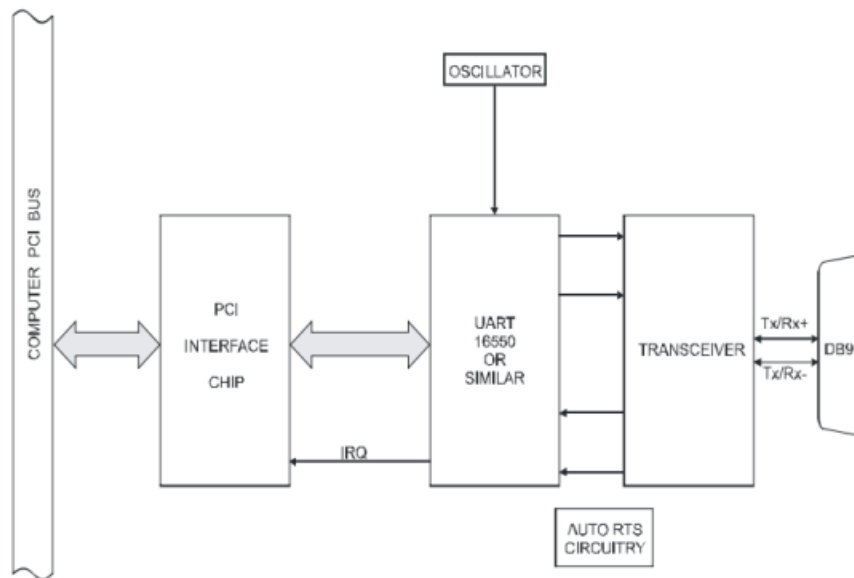 OSCILLATOR
COMPUTER PCI BUS
PCI
INTERFACE
CHIP
IRQ
UART
16550
OR
SIMILAR
TRANSCEIVER
Tx/Rx+
Tx/Rx-
DB9
AUTO RTS
CIRCUITRY